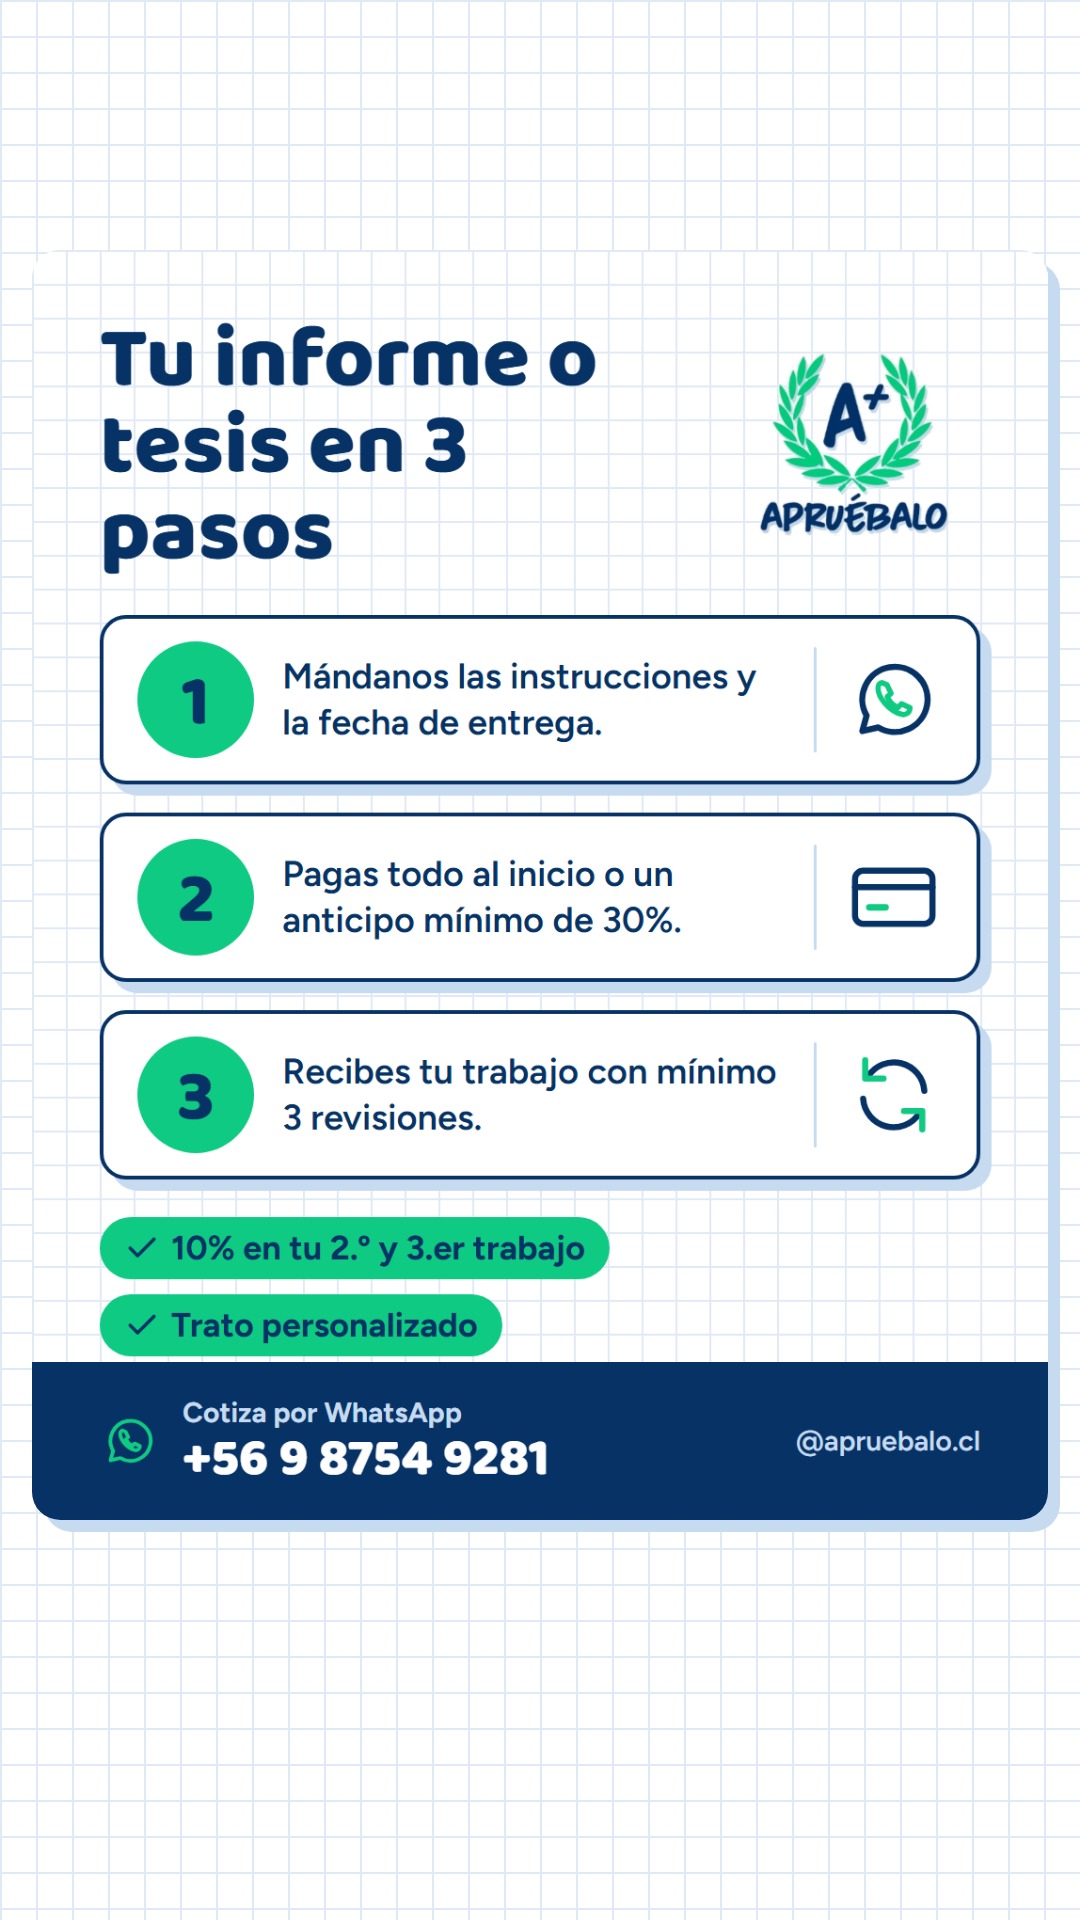 Tu informe o
tesis en 3
pasos
A+
APRUÉBALO
1
Mándanos las instrucciones y
la fecha de entrega.
2
Pagas todo al inicio o un
anticipo mínimo de 30%.
3
Recibes tu trabajo con mínimo
3 revisiones.
10% en tu 2.º y 3.er trabajo
Trato personalizado
Cotiza por WhatsApp
+56 9 8754 9281
@apruebalo.cl